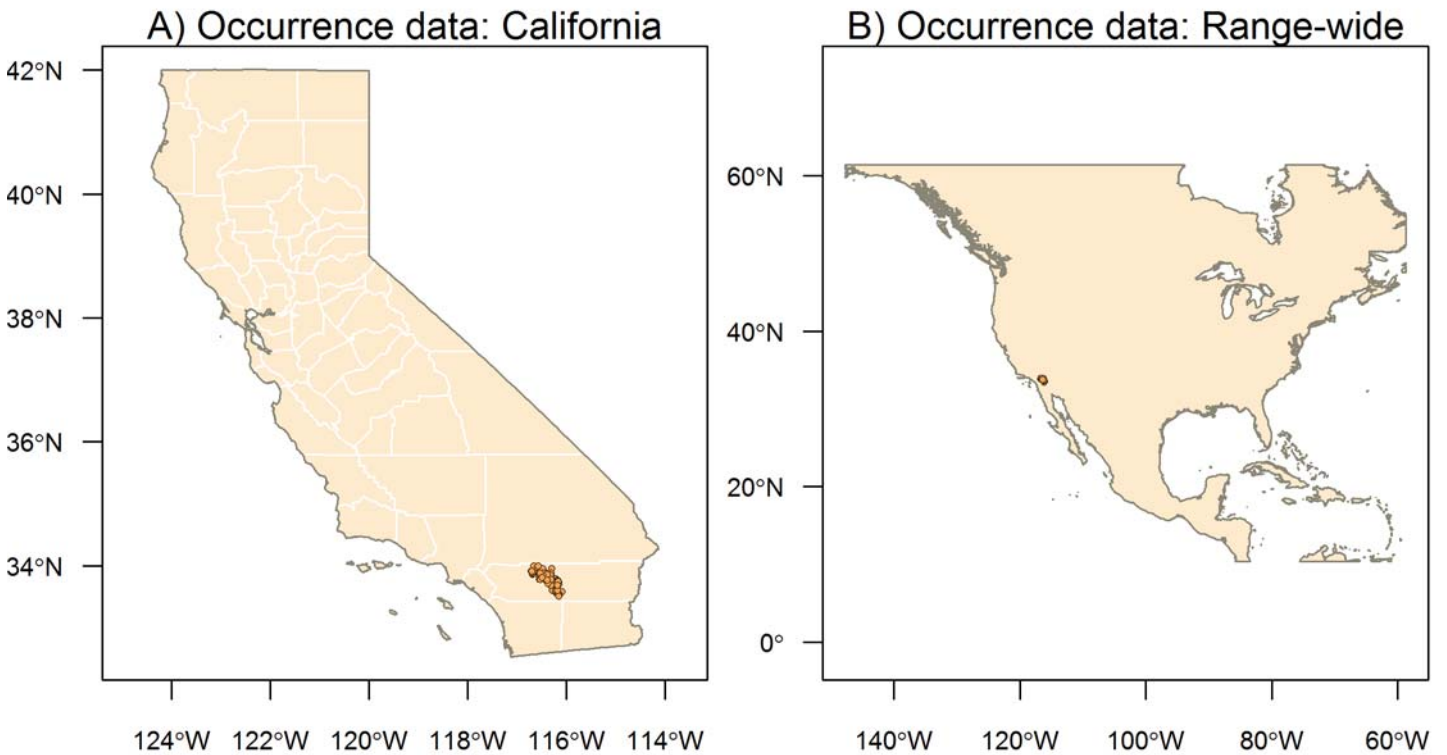 A) Occurrence data: California
42°N
40°N
38°N
36°N
34°N
124°W 122°W 120°W 118°W 116°W 114°W
B) Occurrence data: Range-wide
60°N
40°N
20°N
0°
140°W 120°W 100°W 80°W 60°W